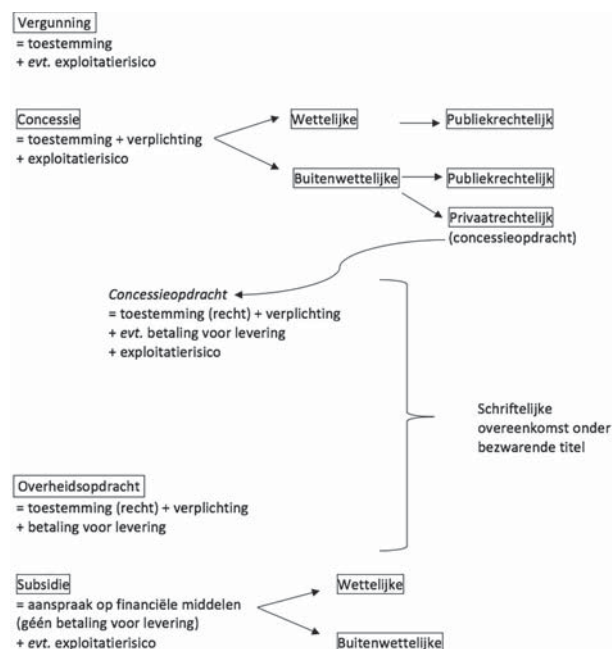 Vergunning
= toestemming
+ evt. exploitatierisico
Concessie
= toestemming + verplichting
+ exploitatierisico
Wettelijke
Publiekrechtelijk
Buitenwettelijke
Publiekrechtelijk
Privaatrechtelijk
(concessieopdracht)
Concessieopdracht
= toestemming (recht) + verplichting
+ evt. betaling voor levering
+ exploitatierisico
Schriftelijke
overeenkomst onder
bezwarende titel
Overheidsopdracht
= toestemming (recht) + verplichting
+ betaling voor levering
Subsidie
= aanspraak op financiële middelen
(géén betaling voor levering)
+ evt. exploitatierisico
Wettelijke
Buitenwettelijke